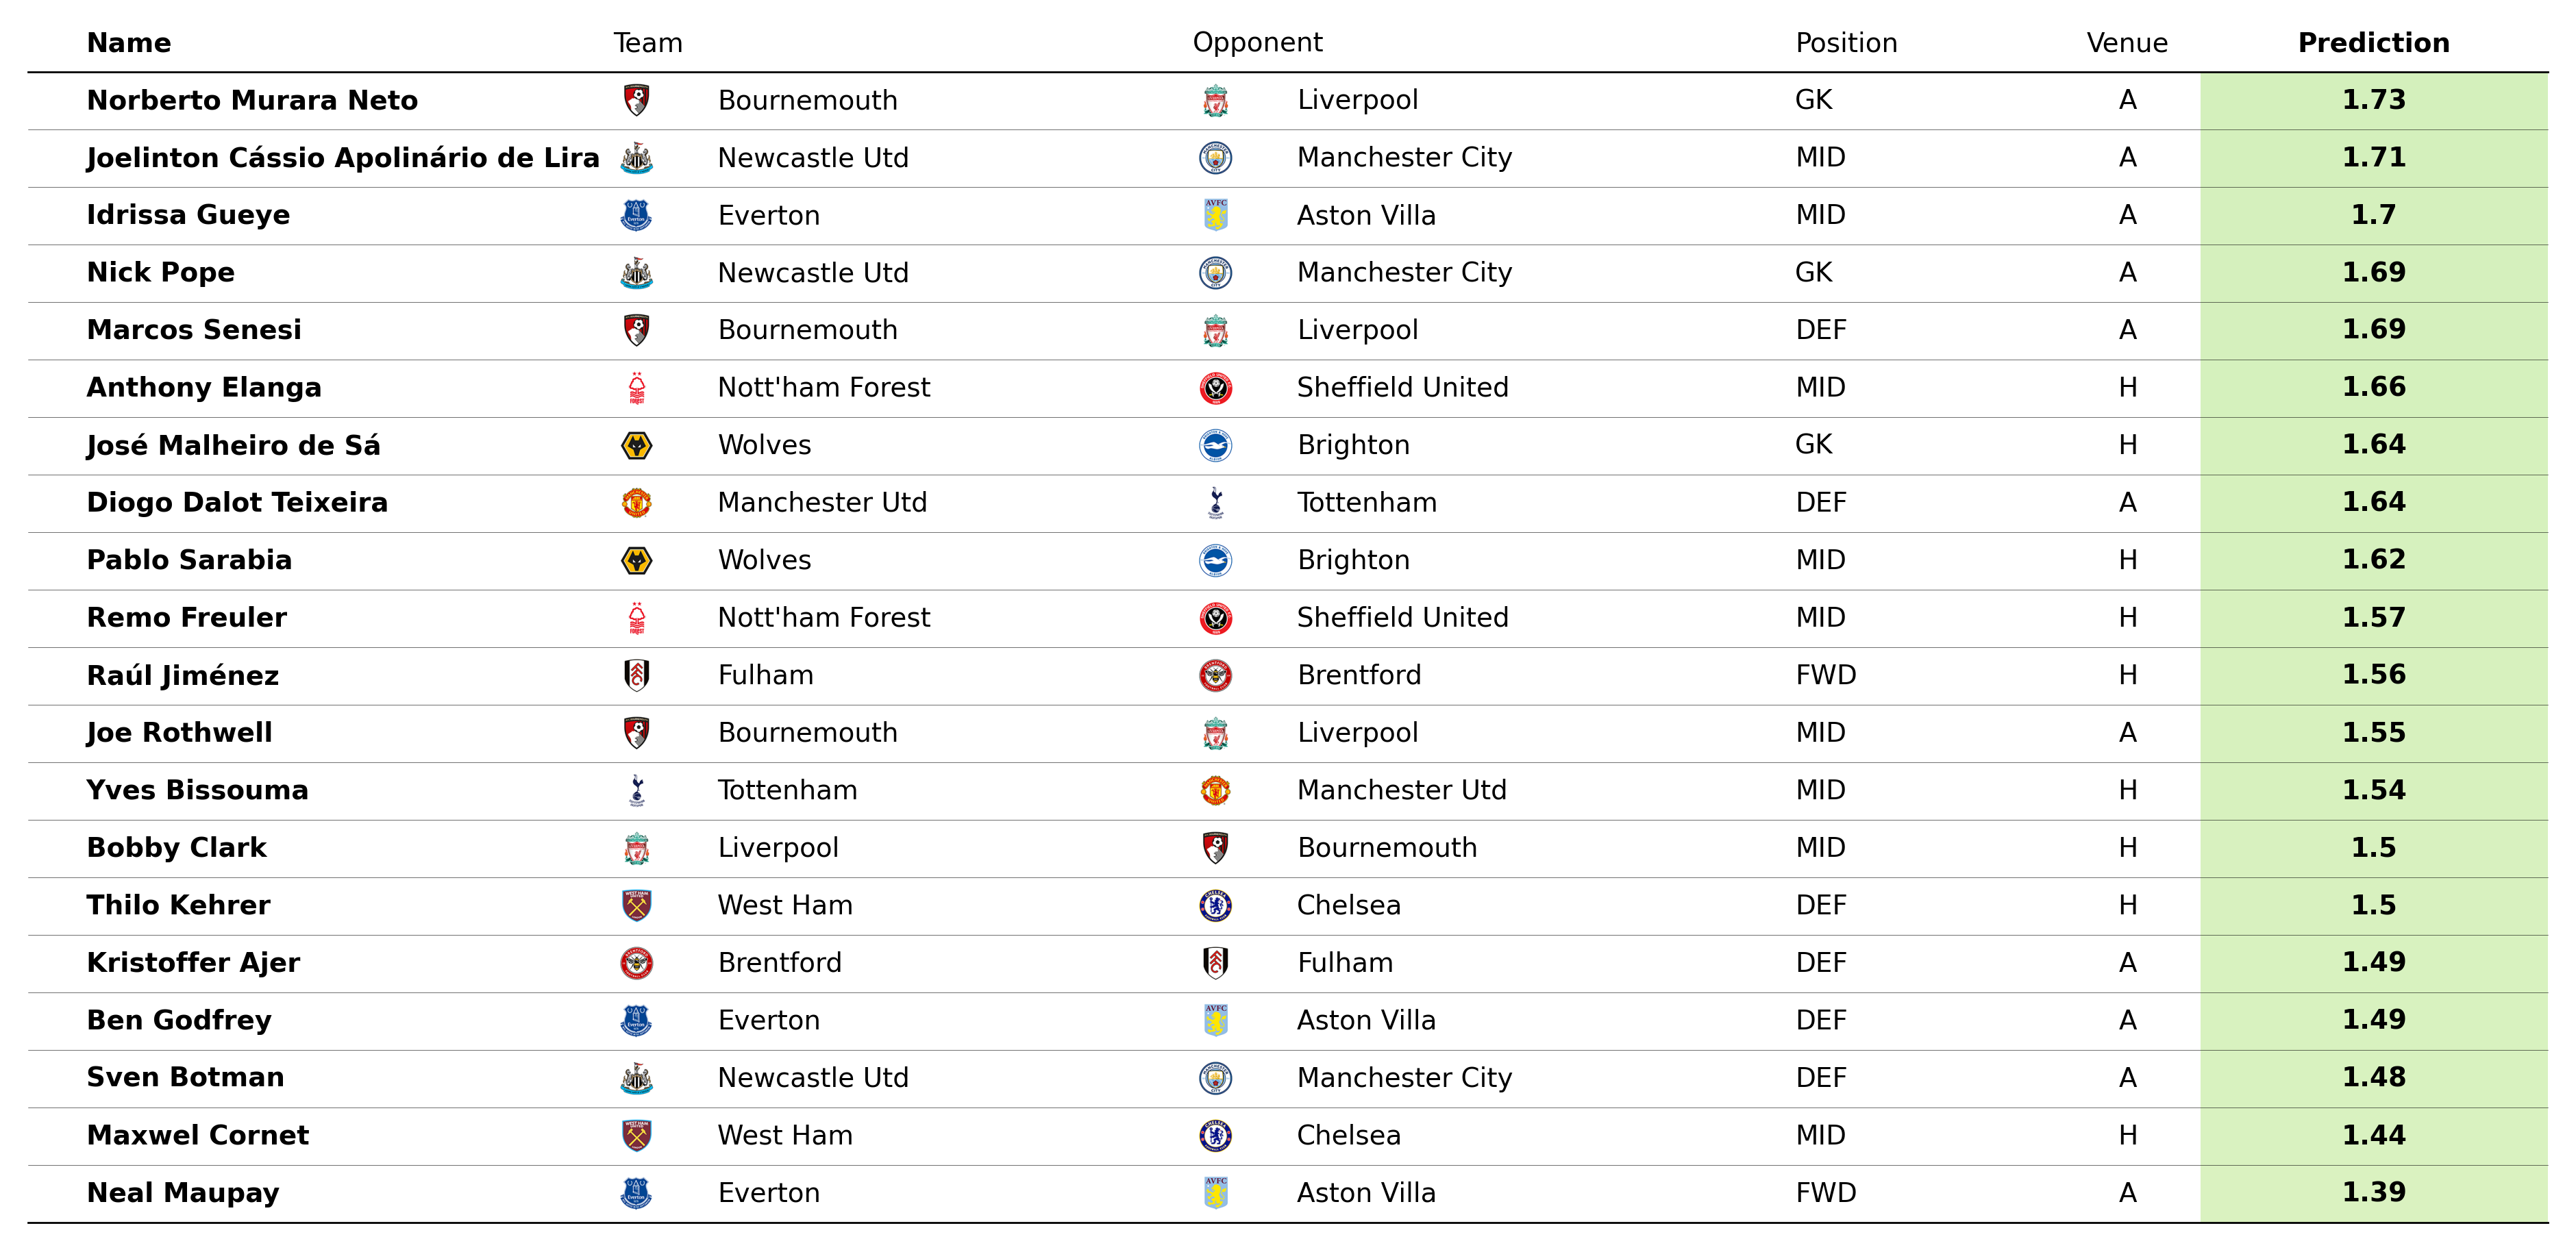 Name Team Opponent Position Venue Prediction
Norberto Murara Neto Bournemouth Liverpool GK A 1.73
Joelinton Cássio Apolinário de Lira Newcastle Utd Manchester City MID A 1.71
Idrissa Gueye Everton Aston Villa MID A 1.7
Nick Pope Newcastle Utd Manchester City GK A 1.69
Marcos Senesi Bournemouth Liverpool DEF A 1.69
Anthony Elanga Nott'ham Forest Sheffield United MID H 1.66
José Malheiro de Sá Wolves Brighton GK H 1.64
Diogo Dalot Teixeira Manchester Utd Tottenham DEF A 1.64
Pablo Sarabia Wolves Brighton MID H 1.62
Remo Freuler Nott'ham Forest Sheffield United MID H 1.57
Raúl Jiménez Fulham Brentford FWD H 1.56
Joe Rothwell Bournemouth Liverpool MID A 1.55
Yves Bissouma Tottenham Manchester Utd MID H 1.54
Bobby Clark Liverpool Bournemouth MID H 1.5
Thilo Kehrer West Ham Chelsea DEF H 1.5
Kristoffer Ajer Brentford Fulham DEF A 1.49
Ben Godfrey Everton Aston Villa DEF A 1.49
Sven Botman Newcastle Utd Manchester City DEF A 1.48
Maxwel Cornet West Ham Chelsea MID H 1.44
Neal Maupay Everton Aston Villa FWD A 1.39